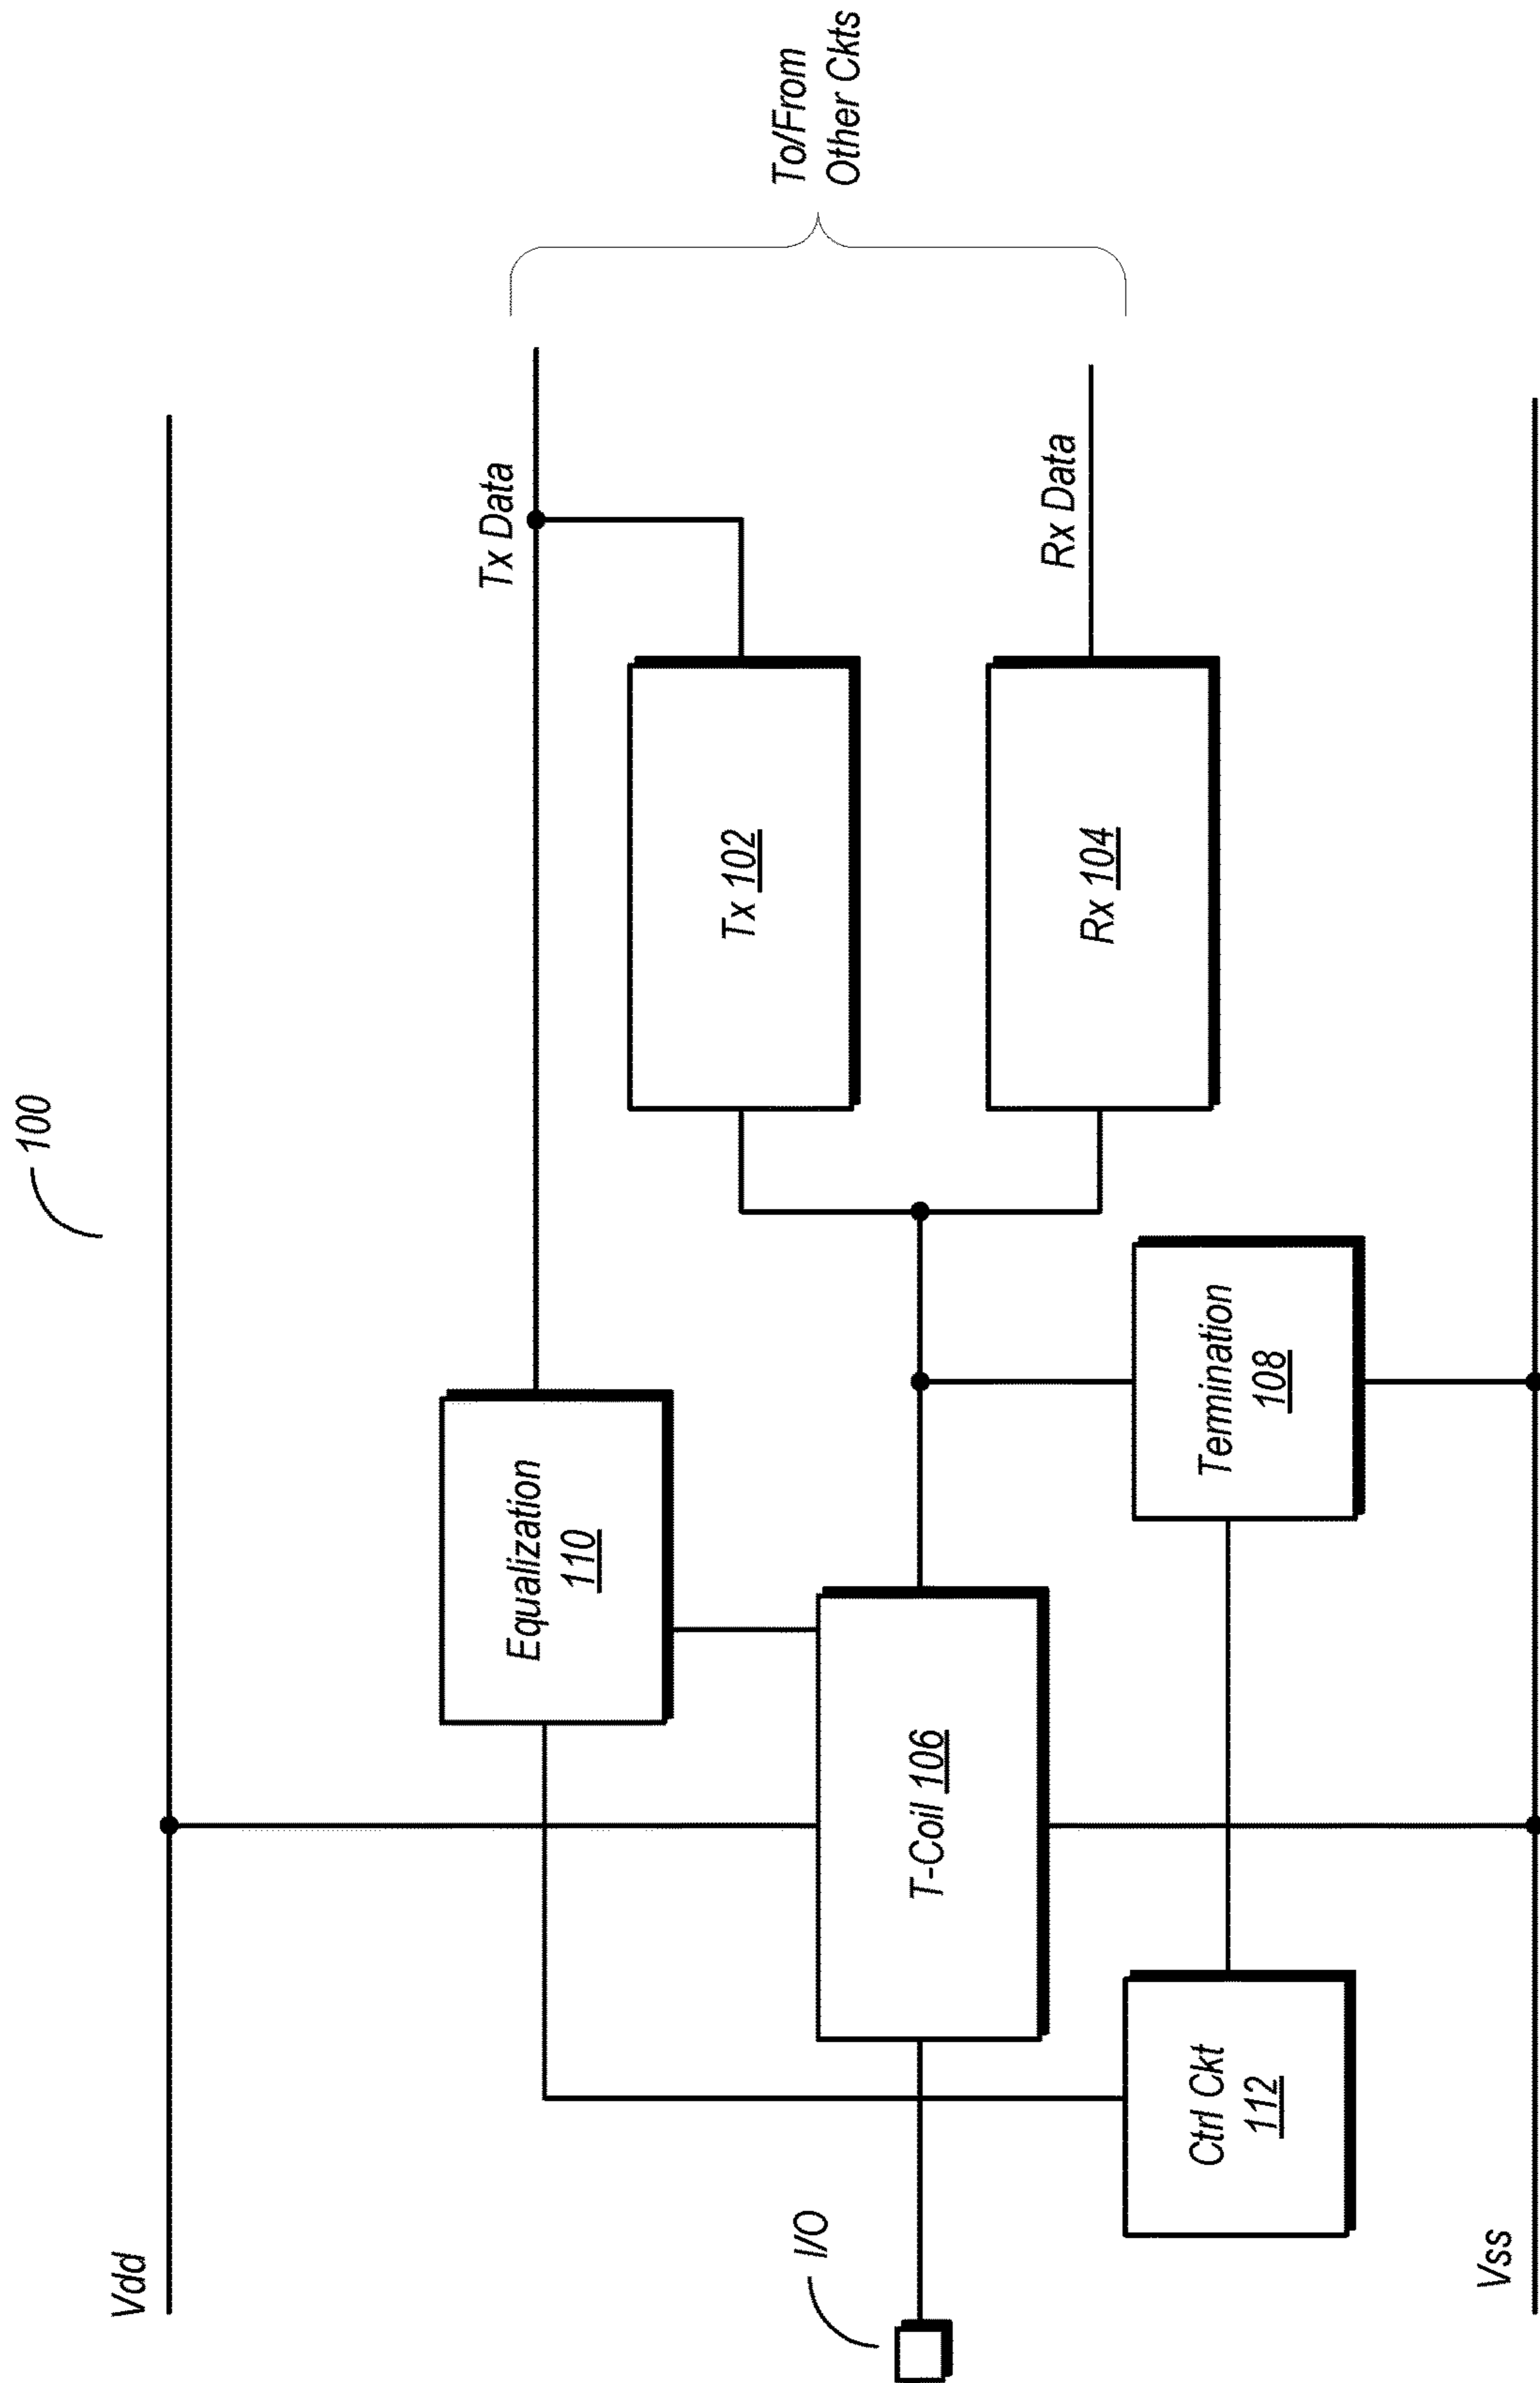 100
Vdd
Tx Data
To/From
Other Ckts
Equalization
110
Tx 102
I/O
T-Coil 106
Rx Data
Rx 104
Ctrl Ckt
112
Termination
108
Vss